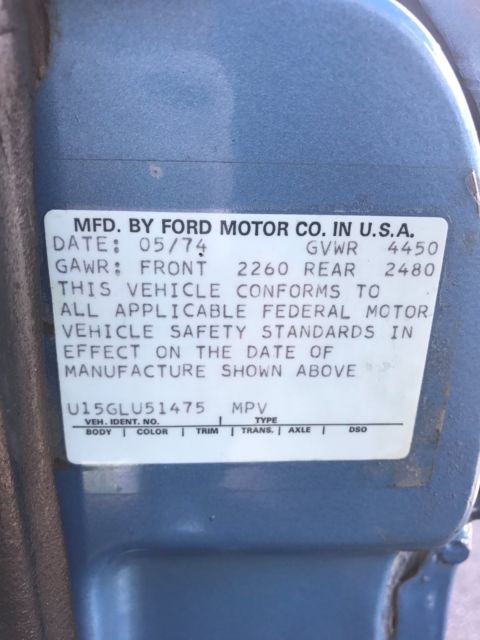 MFD. BY FORD MOTOR CO. IN U.S.A.
DATE: 05/74 GVWR 4450
GAWR: FRONT 2260 REAR 2480
THIS VEHICLE CONFORMS TO
ALL APPLICABLE FEDERAL MOTOR
VEHICLE SAFETY STANDARDS IN
EFFECT ON THE DATE OF
MANUFACTURE SHOWN ABOVE
U15GLU51475 MPV
VEH. IDENT. NO. TYPE
BODY | COLOR | TRIM | TRANS. | AXLE | DSO